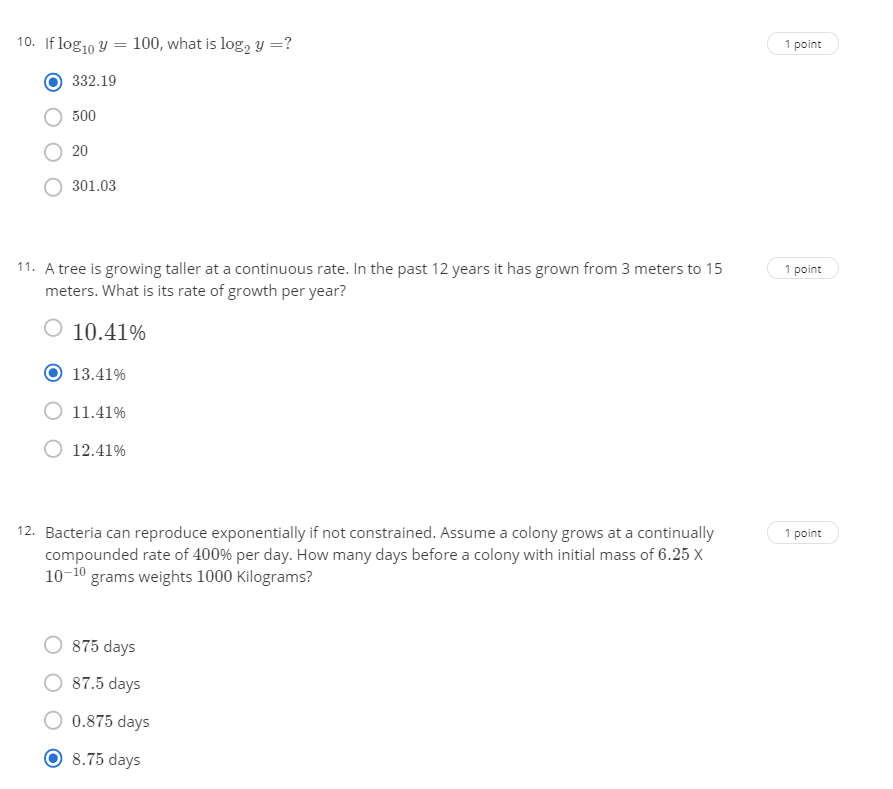 10. If log₁₀ y = 100, what is log₂ y =?
1 point
332.19
500
20
301.03
11. A tree is growing taller at a continuous rate. In the past 12 years it has grown from 3 meters to 15
1 point
meters. What is its rate of growth per year?
10.41%
13.41%
11.41%
12.41%
12. Bacteria can reproduce exponentially if not constrained. Assume a colony grows at a continually
1 point
compounded rate of 400% per day. How many days before a colony with initial mass of 6.25 X
10⁻¹⁰ grams weights 1000 Kilograms?
875 days
87.5 days
0.875 days
8.75 days